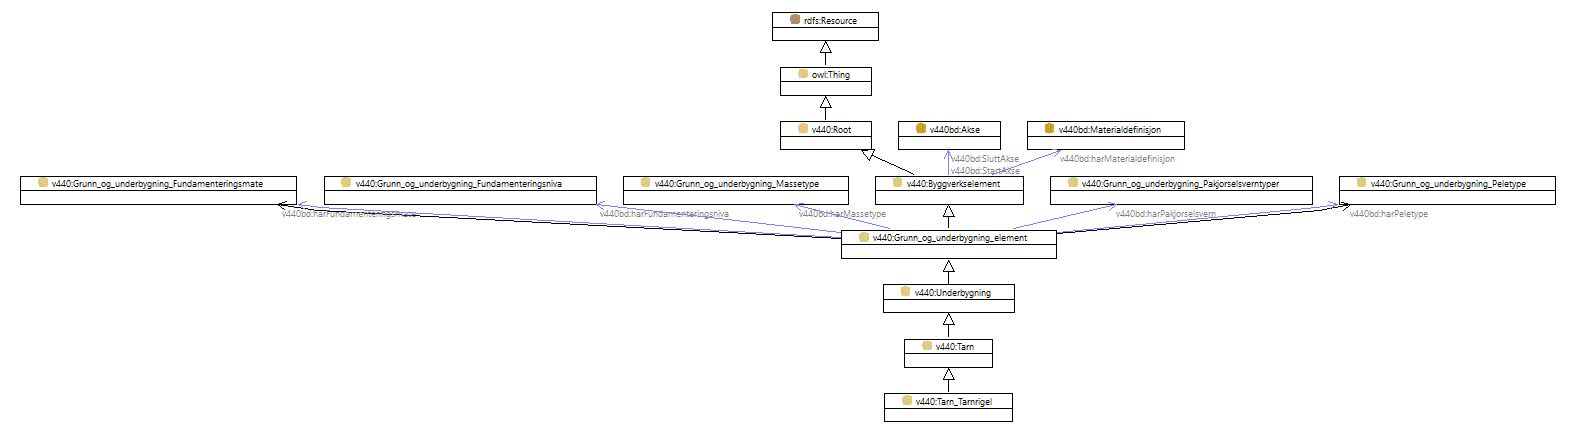 rdfs:Resource
owl:Thing
v440:Root
v440bd:Akse
v440bd:Materialdefinisjon
v440bd:SluttAkse
v440bd:StartAkse
v440bd:harMaterialdefinisjon
v440:Grunn_og_underbygning_Fundamenteringsmate
v440:Grunn_og_underbygning_Fundamenteringsniva
v440:Grunn_og_underbygning_Massetype
v440:Byggverkselement
v440:Grunn_og_underbygning_Pakjorselsverntyper
v440:Grunn_og_underbygning_Peletype
v440bd:harFundamenteringsmate
v440bd:harFundamenteringsniva
v440bd:harMassetype
v440bd:harPakjorselsvern
v440bd:harPeletype
v440:Grunn_og_underbygning_element
v440:Underbygning
v440:Tarn
v440:Tarn_Tarnrigel